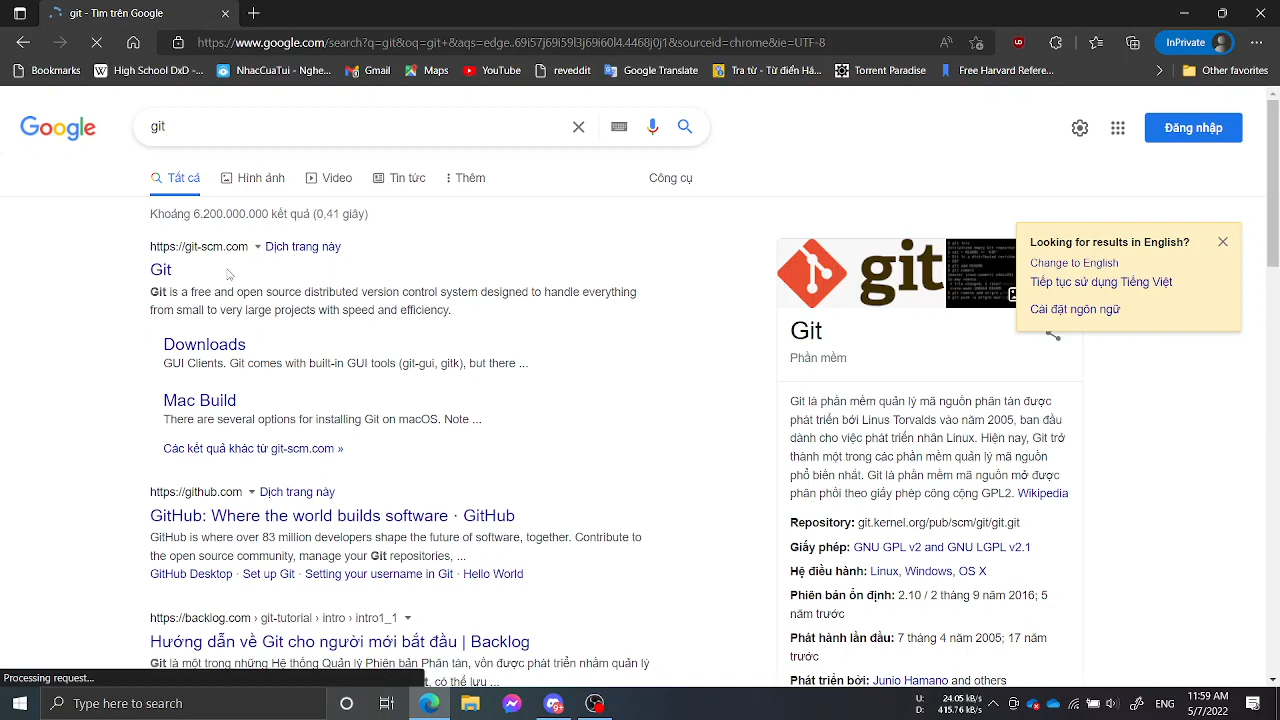 git - Tìm trên Google
https://www.google.com/search?q=git&oq=git+&aqs=edge.0.69i57j69i59l3j69i60l4.4468j0j1&sourceid=chrome&ie=UTF-8
InPrivate
Bookmarks
High School DxD -...
NhacCuaTui - Nghe...
Gmail
Maps
YouTube
reveddit
Google Translate
Tra từ - Từ điển Lạ...
Torrent Paradise
Free Harvard Refere...
Other favorites
Google
git
Đăng nhập
Tất cả
Hình ảnh
Video
Tin tức
Thêm
Công cụ
Khoảng 6.200.000.000 kết quả (0,41 giây)
https://git-scm.com Dịch trang này
Git
Git is a free and open source distributed version control system designed to handle everything
from small to very large projects with speed and efficiency.
Downloads
GUI Clients. Git comes with built-in GUI tools (git-gui, gitk), but there ...
Mac Build
There are several options for installing Git on macOS. Note ...
Các kết quả khác từ git-scm.com »
https://github.com Dịch trang này
GitHub: Where the world builds software · GitHub
GitHub is where over 83 million developers shape the future of software, together. Contribute to
the open source community, manage your Git repositories, ...
GitHub Desktop · Set up Git · Setting your username in Git · Hello World
https://backlog.com › git-tutorial › intro › intro1_1
Hướng dẫn về Git cho người mới bắt đầu | Backlog
Git là một trong những Hệ thống Quản lý Phiên bản Phân tán, vốn được phát triển nhằm quản lý
có thể lưu ...
git
Looking for results in English?
Change to English
Tiếp tục sử dụng Tiếng Việt
Cài đặt ngôn ngữ
Git
Phần mềm
Git là phần mềm quản lý mã nguồn phân tán được
phát triển bởi Linus Torvalds vào năm 2005, ban đầu
dành cho việc phát triển nhân Linux. Hiện nay, Git trở
thành một trong các phần mềm quản lý mã nguồn
phổ biến nhất. Git là phần mềm mã nguồn mở được
phân phối theo giấy phép công cộng GPL2. Wikipedia
Repository: git.kernel.org/pub/scm/git/git.git
Giấy phép: GNU GPL v2 and GNU LGPL v2.1
Hệ điều hành: Linux, Windows, OS X
Phiên bản ổn định: 2.10 / 2 tháng 9 năm 2016; 5
năm trước
Phát hành lần đầu: 7 tháng 4 năm 2005; 17 năm
trước
Phát triển bởi: Junio Hamano and others
Processing request...
Type here to search
U: 24.05 kB/s
D: 415.76 kB/s
ENG
11:59 AM
5/7/2022